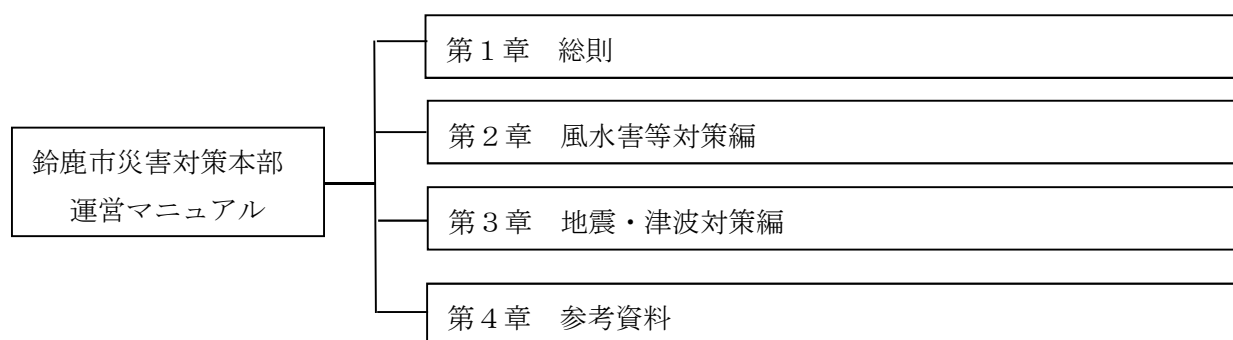 鈴鹿市災害対策本部
運営マニュアル
第１章　総則
第２章　風水害等対策編
第３章　地震・津波対策編
第４章　参考資料